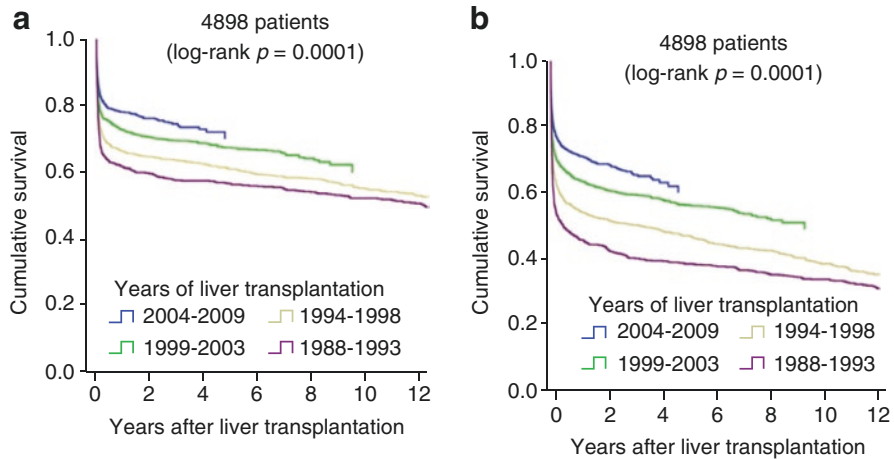 a
4898 patients
(log-rank p = 0.0001)
1.0
0.8
0.6
0.4
0.2
0.0
Cumulative survival
Years of liver transplantation
2004-2009 1994-1998
1999-2003 1988-1993
0 2 4 6 8 10 12
Years after liver transplantation
b
4898 patients
(log-rank p = 0.0001)
1.0
0.8
0.6
0.4
0.2
0.0
Cumulative survival
Years of liver transplantation
2004-2009 1994-1998
1999-2003 1988-1993
0 2 4 6 8 10 12
Years after liver transplantation